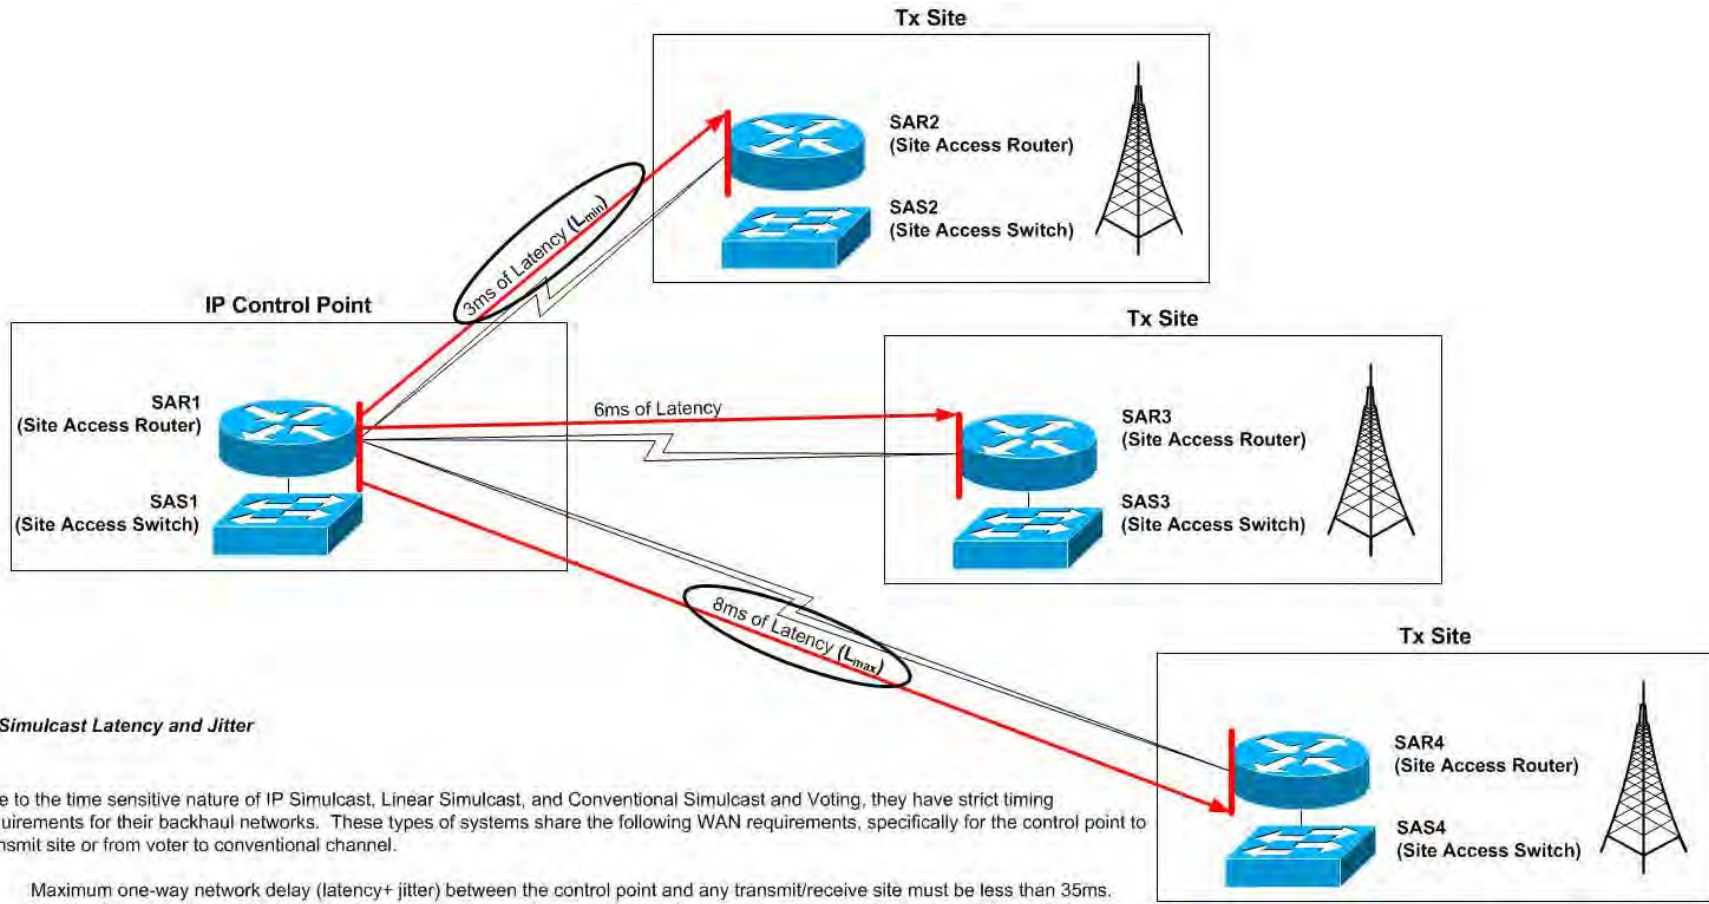 Tx Site
SAR2
(Site Access Router)
SAS2
(Site Access Switch)
3ms of Latency (Lmin)
IP Control Point
Tx Site
SAR1
(Site Access Router)
6ms of Latency
SAR3
(Site Access Router)
SAS1
(Site Access Switch)
SAS3
(Site Access Switch)
8ms of Latency (Lmax)
Tx Site
Simulcast Latency and Jitter
SAR4
(Site Access Router)
e to the time sensitive nature of IP Simulcast, Linear Simulcast, and Conventional Simulcast and Voting, they have strict timing
uirements for their backhaul networks. These types of systems share the following WAN requirements, specifically for the control point to
nsmit site or from voter to conventional channel.
SAS4
(Site Access Switch)
Maximum one-way network delay (latency+ jitter) between the control point and any transmit/receive site must be less than 35ms.